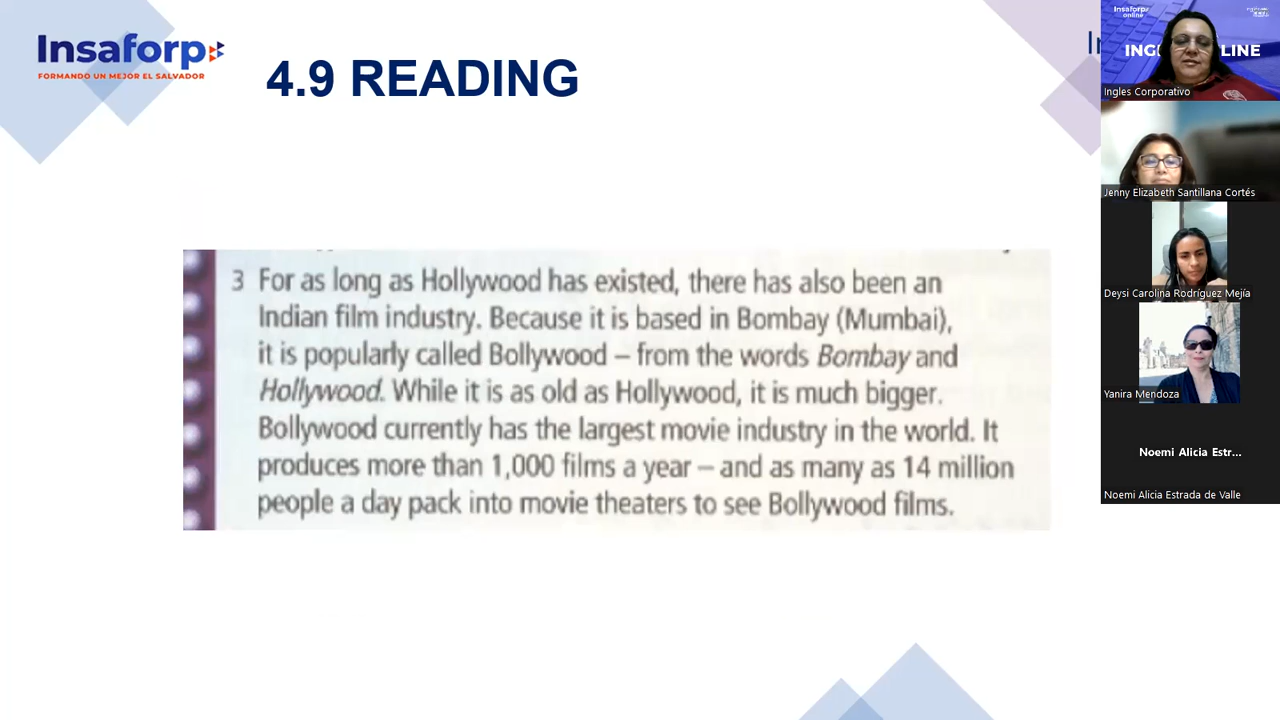 Insaforp
FORMANDO UN MEJOR EL SALVADOR
4.9 READING
3 For as long as Hollywood has existed, there has also been an
Indian film industry. Because it is based in Bombay (Mumbai),
it is popularly called Bollywood – from the words Bombay and
Hollywood. While it is as old as Hollywood, it is much bigger.
Bollywood currently has the largest movie industry in the world. It
produces more than 1,000 films a year – and as many as 14 million
people a day pack into movie theaters to see Bollywood films.
Insaforp
online
LINE
Ingles Corporativo
Jenny Elizabeth Santillana Cortés
Deysi Carolina Rodríguez Mejía
Yanira Mendoza
Noemi Alicia Estr...
Noemi Alicia Estrada de Valle